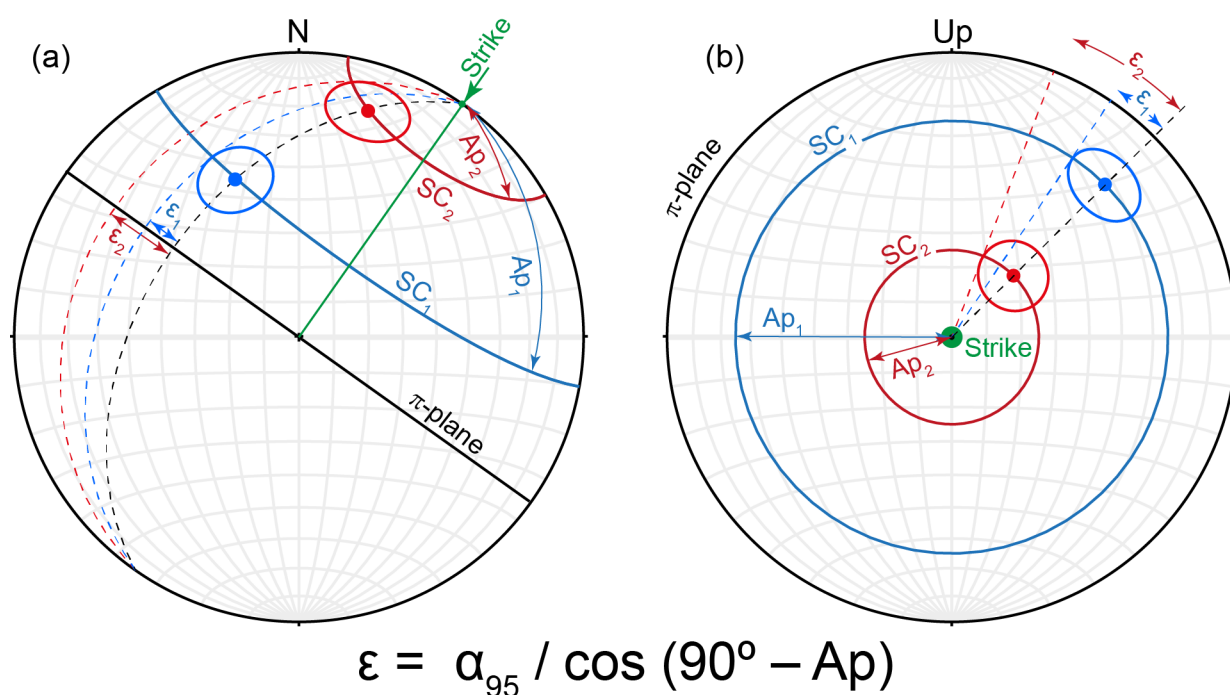 (a)
N
Strike
Ap₂
SC₂
ε₁
ε₂
Ap₁
SC₁
π-plane
(b)
Up
ε₂
ε₁
SC₁
π-plane
SC₂
Ap₁
Strike
Ap₂
ε = α₉₅ / cos (90º – Ap)